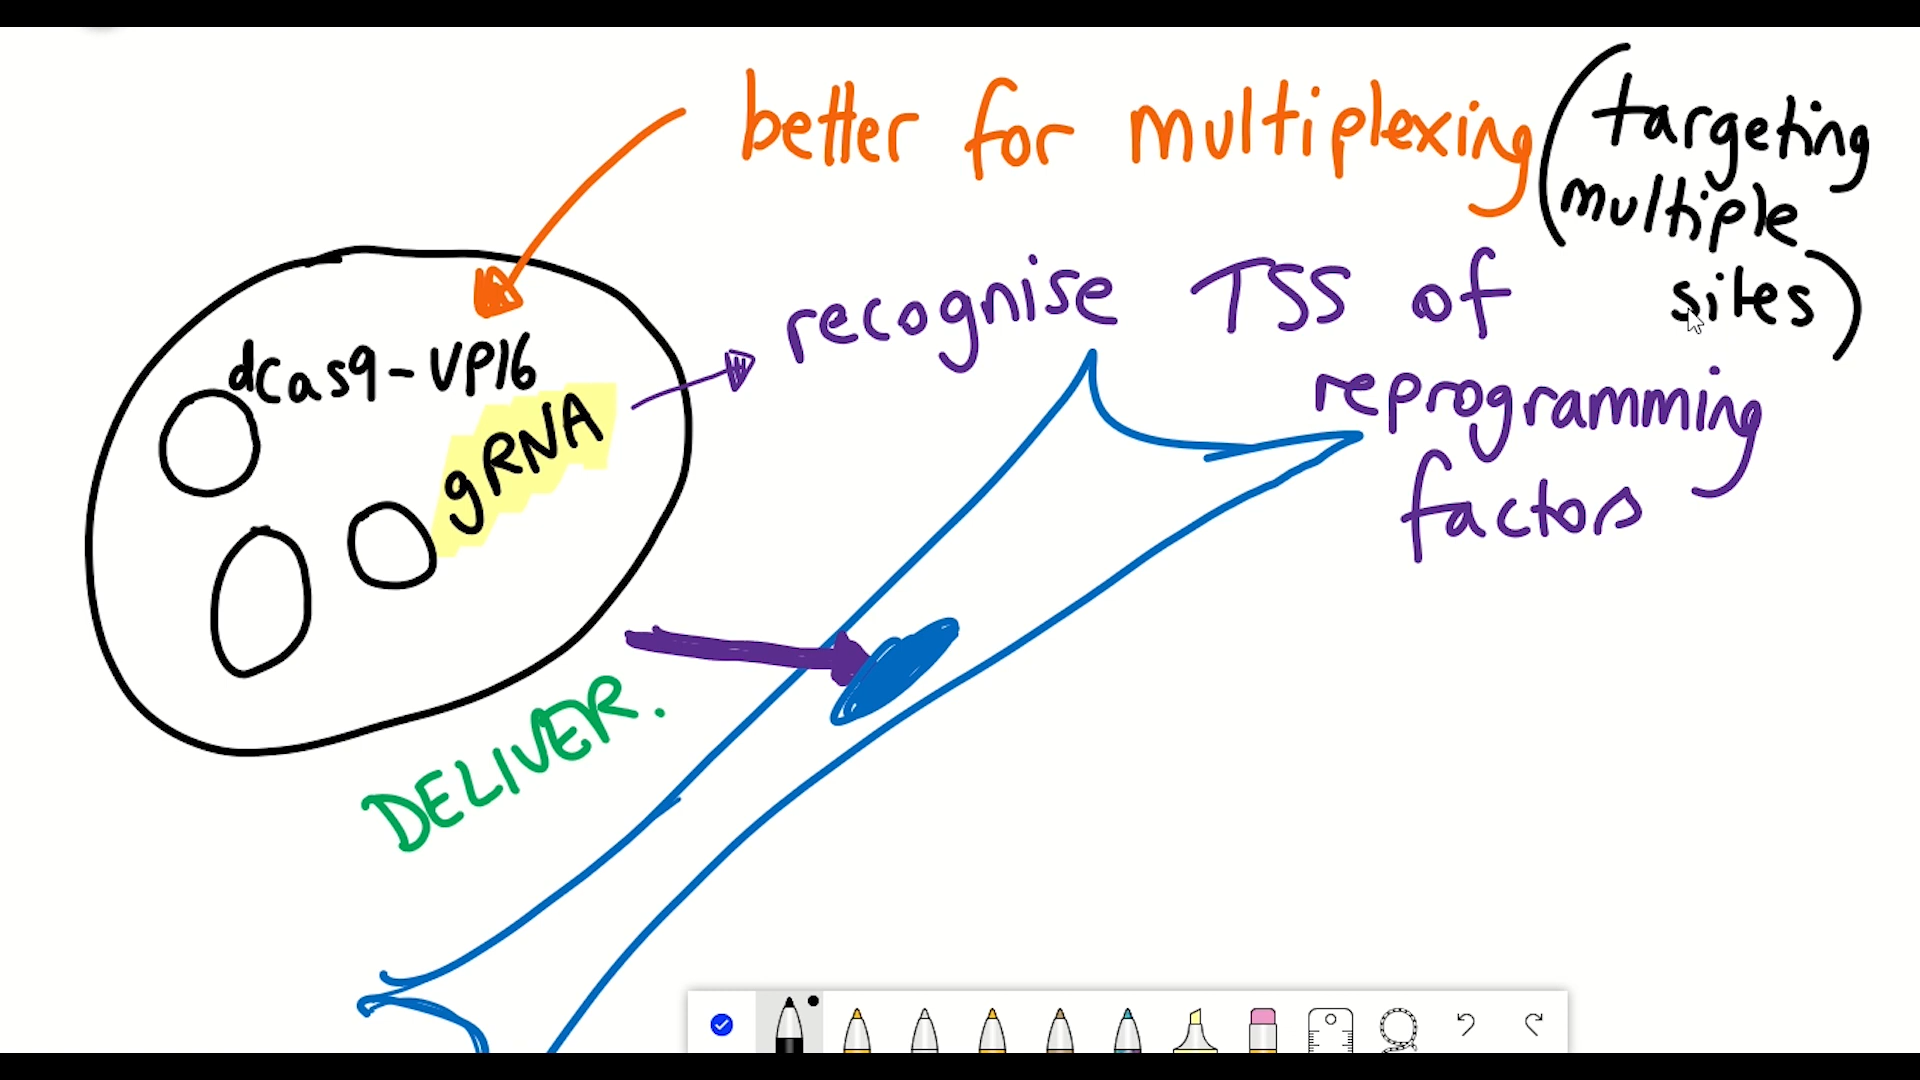 better for multiplexing (targeting
multiple
sites)
recognise TSS of
reprogramming
factors
dCas9-VP16
gRNA
DELIVER.